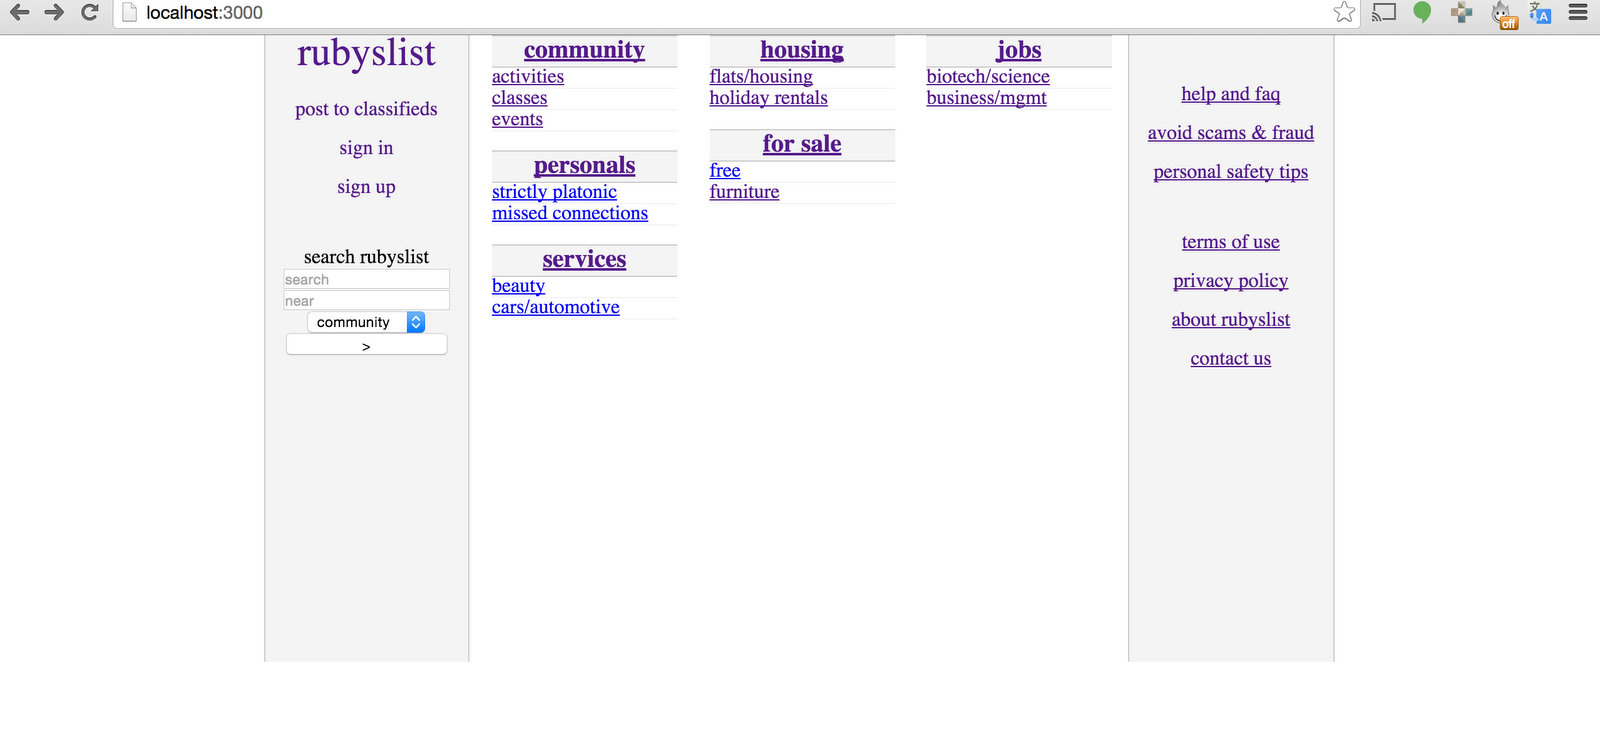 localhost:3000
off
A
rubyslist
post to classifieds
sign in
sign up
search rubyslist
search
near
community
>
community
activities
classes
events
personals
strictly platonic
missed connections
services
beauty
cars/automotive
housing
flats/housing
holiday rentals
for sale
free
furniture
jobs
biotech/science
business/mgmt
help and faq
avoid scams & fraud
personal safety tips
terms of use
privacy policy
about rubyslist
contact us